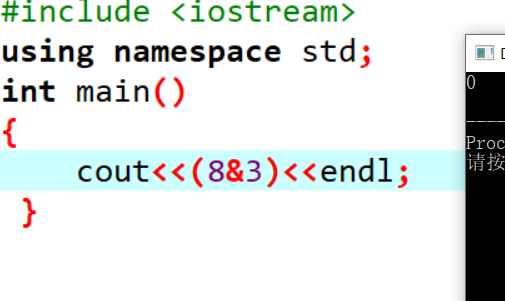 #include <iostream>
using namespace std;
int main()
{
cout<<(8&3)<<endl;
}
0
Proc
请按